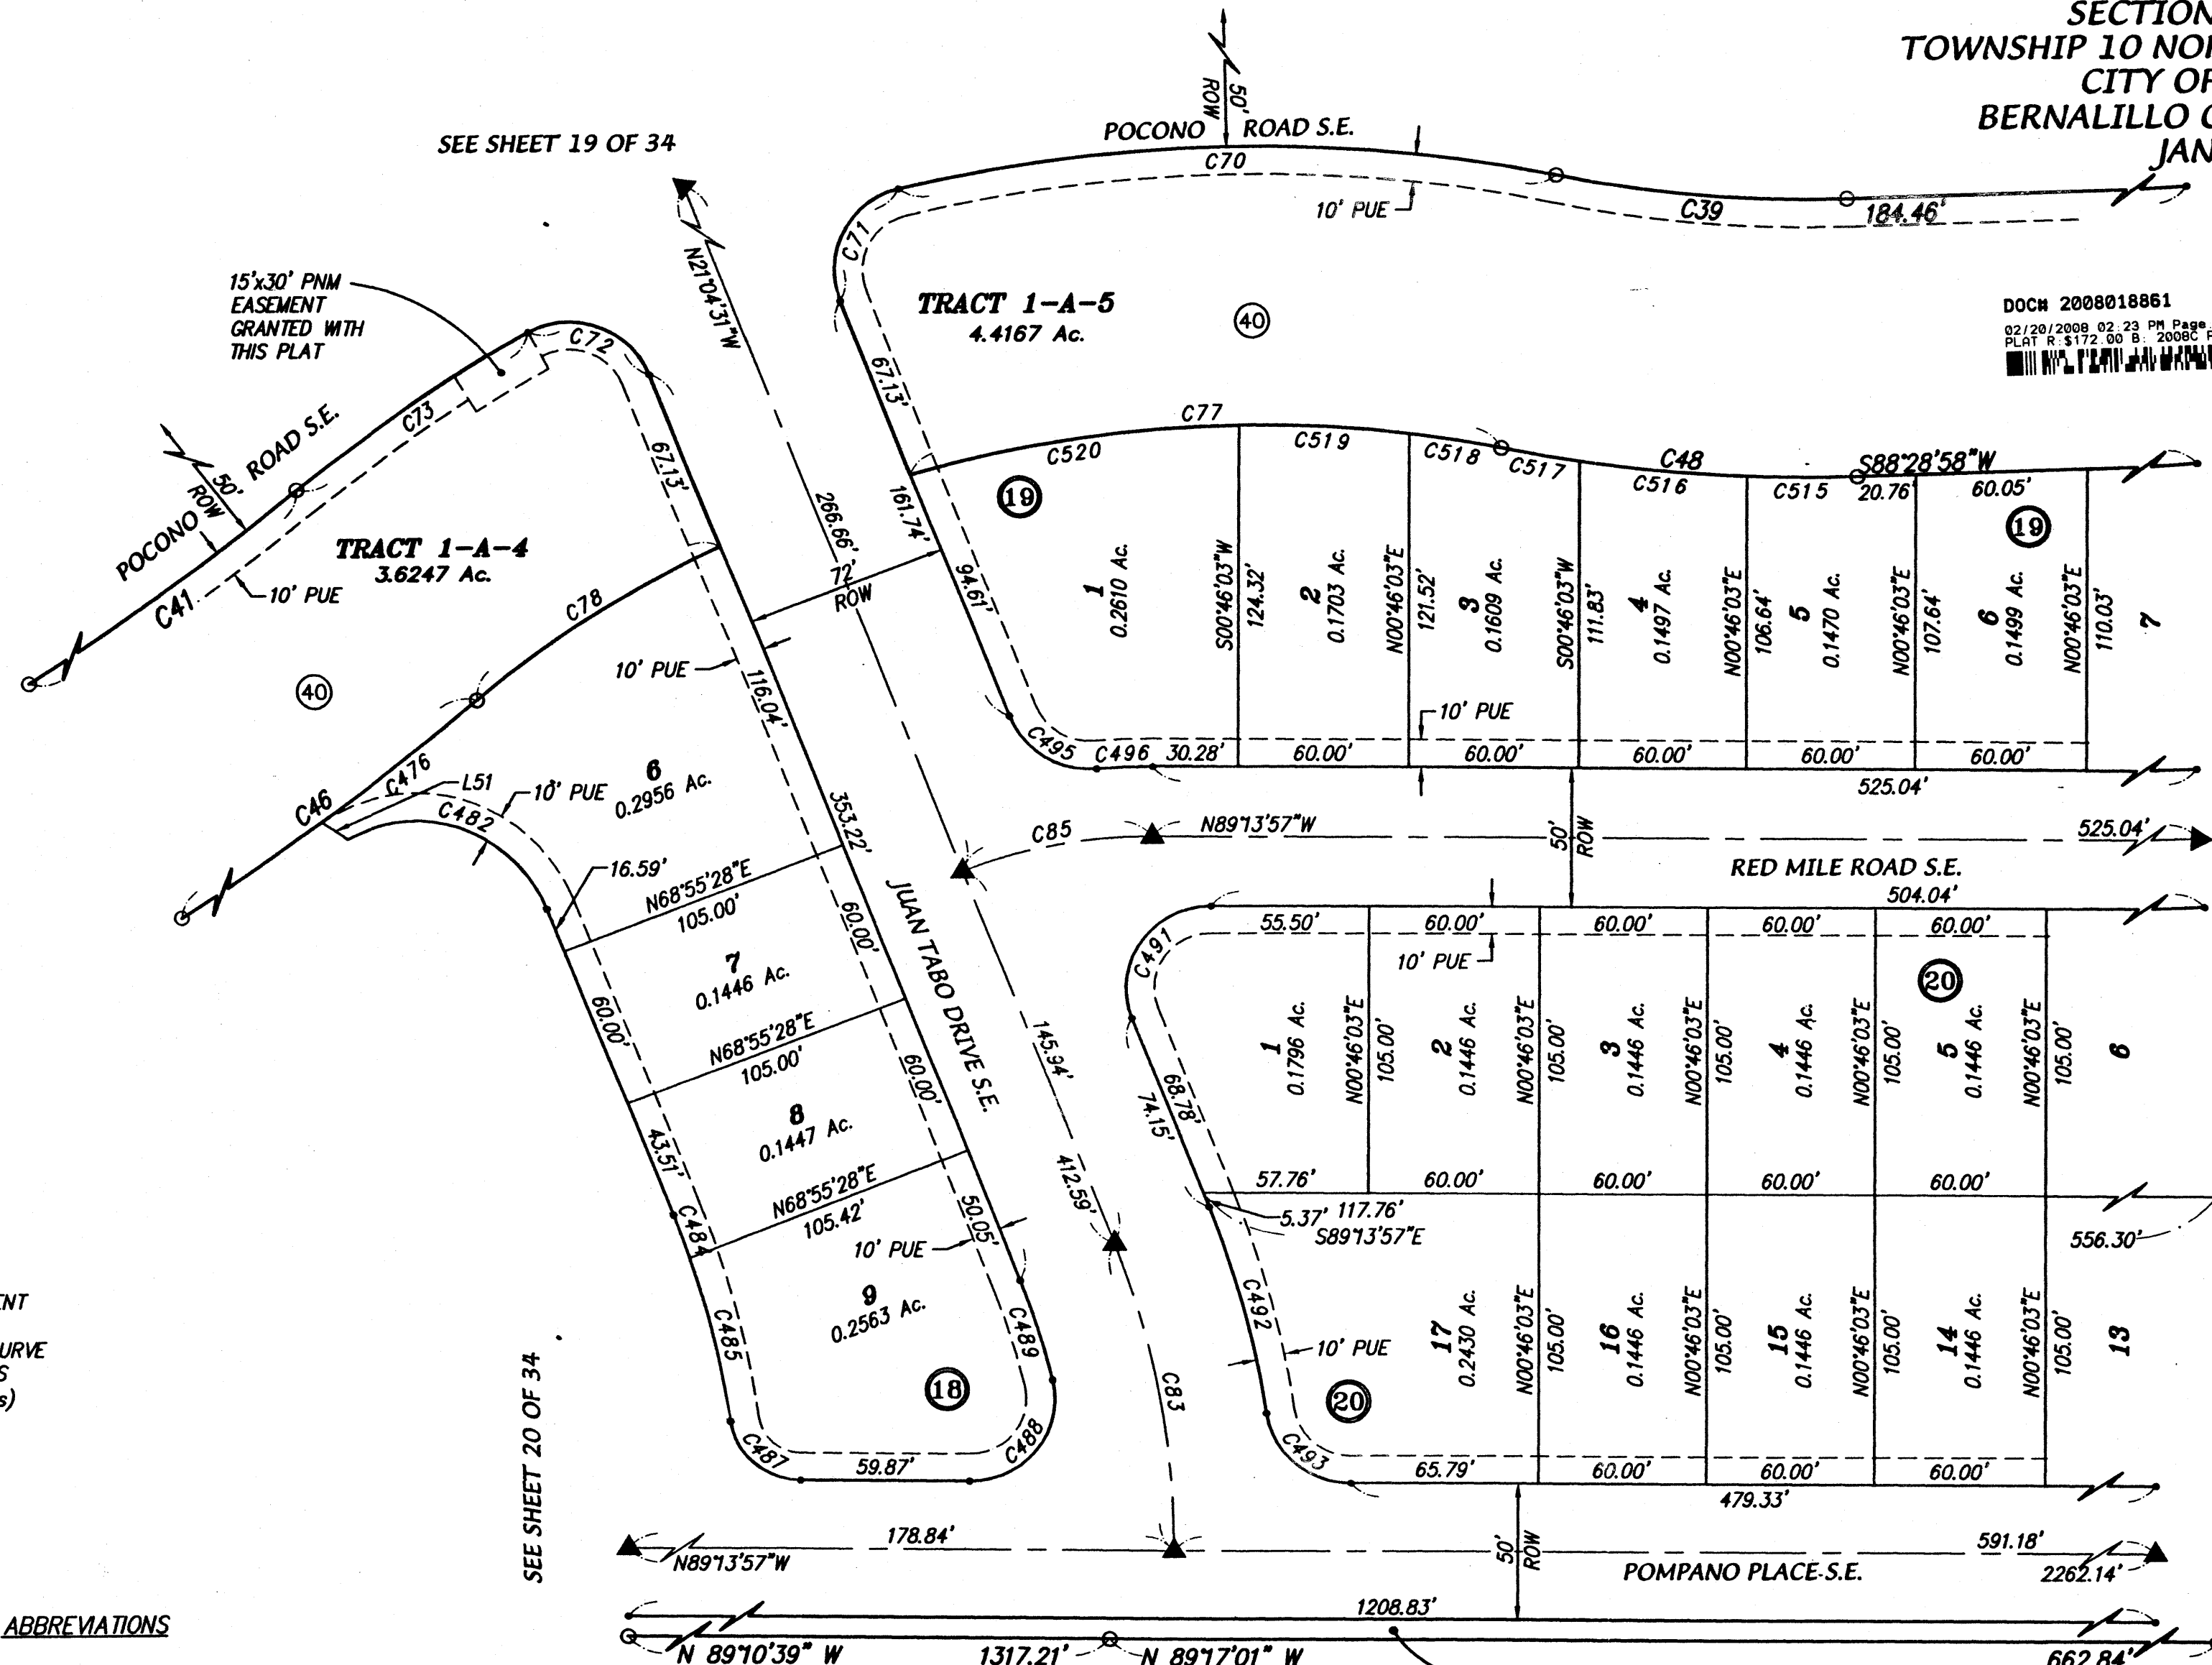 SECTION
TOWNSHIP 10 NOR
CITY OF
BERNALILLO C
JAN
SEE SHEET 19 OF 34
50'
ROW
POCONO ROAD S.E.
C70
10' PUE
C39
184.46'
C71
N21°04'31"W
15'x30' PNM
EASEMENT
GRANTED WITH
THIS PLAT
C72
TRACT 1-A-5
4.4167 Ac.
40
DOC# 2008018861
02/20/2008 02:23 PM Page
PLAT R:$172.00 B: 2008C P
67.13'
C73
POCONO ROAD S.E.
50'
ROW
67.13'
C77
C520
C519
C518
C517
C48
C516
C515
S88°28'58"W
20.76'
60.05'
19
19
161.74'
266.66'
94.61'
72'
ROW
TRACT 1-A-4
3.6247 Ac.
C41
10' PUE
C78
40
1
0.2610 Ac.
S00°46'03"W
124.32'
2
0.1703 Ac.
N00°46'03"E
121.52'
3
0.1609 Ac.
S00°46'03"W
111.83'
4
0.1497 Ac.
N00°46'03"E
106.64'
5
0.1470 Ac.
N00°46'03"E
107.64'
6
0.1499 Ac.
N00°46'03"E
110.03'
7
10' PUE
116.04'
10' PUE
C495
C496
30.28'
60.00'
60.00'
60.00'
60.00'
60.00'
525.04'
C46
C476
L51
10' PUE
C482
6
0.2956 Ac.
353.22'
C85
N89°13'57"W
50'
ROW
525.04'
RED MILE ROAD S.E.
504.04'
16.59'
N68°55'28"E
105.00'
60.00'
JUAN TABO DRIVE S.E.
7
0.1446 Ac.
60.00'
N68°55'28"E
105.00'
60.00'
145.94'
8
0.1447 Ac.
43.51'
412.59'
N68°55'28"E
105.42'
C484
50.05'
10' PUE
9
0.2563 Ac.
C485
C489
18
C487
C488
59.87'
C83
C491
55.50'
60.00'
60.00'
60.00'
60.00'
10' PUE
20
1
0.1796 Ac.
N00°46'03"E
105.00'
2
0.1446 Ac.
N00°46'03"E
105.00'
3
0.1446 Ac.
N00°46'03"E
105.00'
4
0.1446 Ac.
N00°46'03"E
105.00'
5
0.1446 Ac.
N00°46'03"E
105.00'
6
68.78'
74.15'
57.76'
60.00'
60.00'
60.00'
60.00'
5.37'
117.76'
S89°13'57"E
556.30'
C492
10' PUE
17
0.2430 Ac.
N00°46'03"E
105.00'
16
0.1446 Ac.
N00°46'03"E
105.00'
15
0.1446 Ac.
N00°46'03"E
105.00'
14
0.1446 Ac.
N00°46'03"E
105.00'
13
20
C493
65.79'
60.00'
60.00'
60.00'
479.33'
ENT
URVE
S
s)
SEE SHEET 20 OF 34
N89°13'57"W
178.84'
50'
ROW
591.18'
POMPANO PLACE S.E.
2262.14'
ABBREVIATIONS
1208.83'
N 89°10'39" W
1317.21'
N 89°17'01" W
662.84'